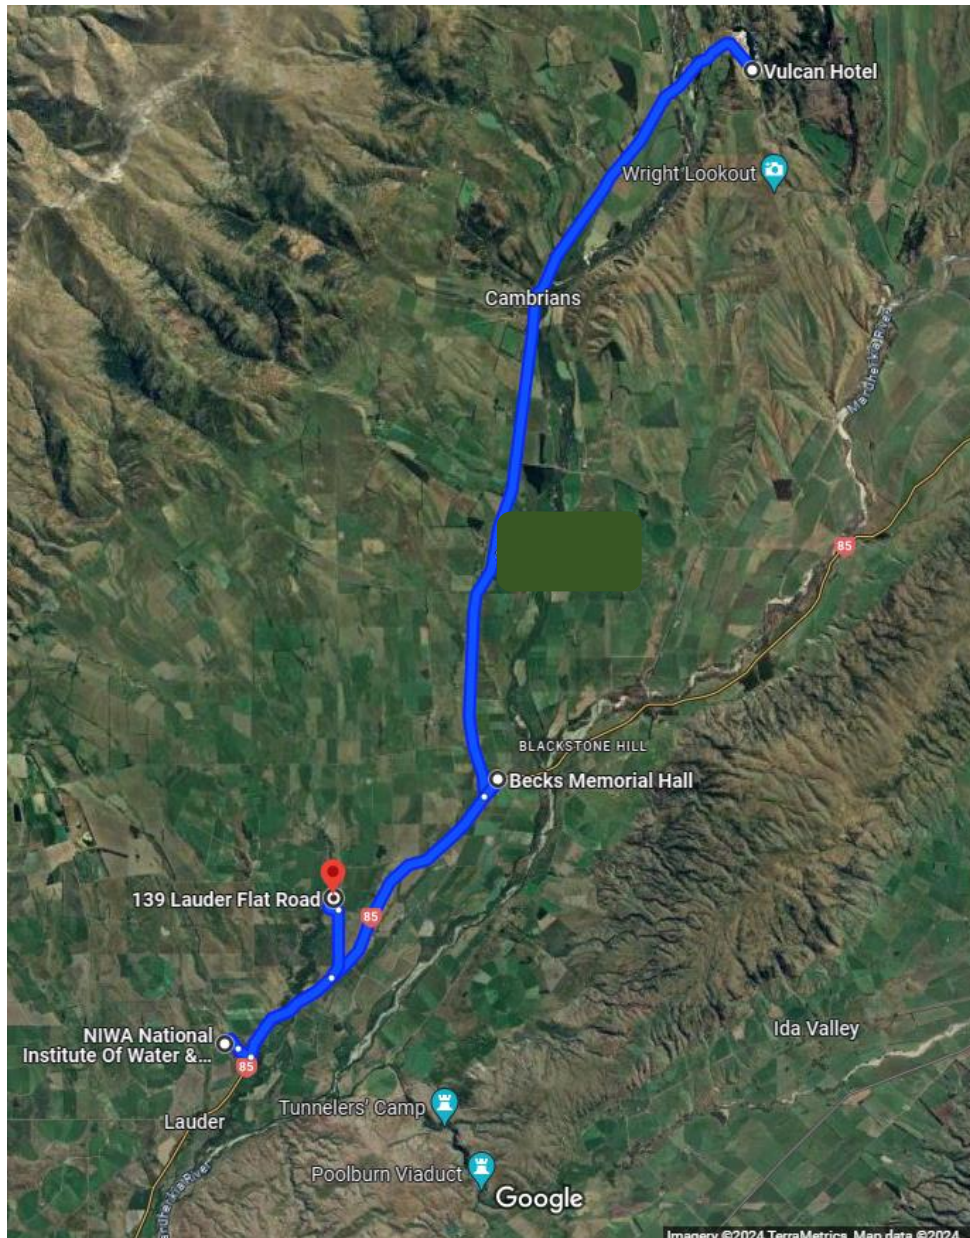 Vulcan Hotel
Wright Lookout
Cambrians
Manuherikia River
85
BLACKSTONE HILL
Becks Memorial Hall
139 Lauder Flat Road
85
NIWA National
Institute Of Water &...
85
Ida Valley
Tunnelers' Camp
Lauder
Poolburn Viaduct
River
Google
Imagery ©2024 TerraMetrics, Map data ©2024